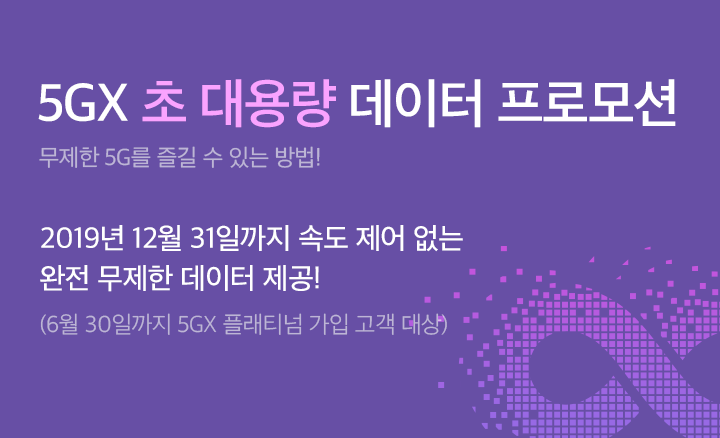 5GX 초 대용량 데이터 프로모션
무제한 5G를 즐길 수 있는 방법!
2019년 12월 31일까지 속도 제어 없는
완전 무제한 데이터 제공!
(6월 30일까지 5GX 플래티넘 가입 고객 대상)